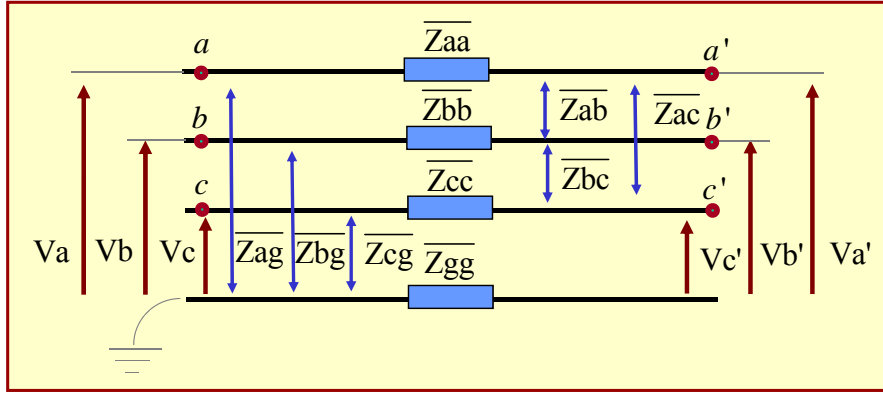 Zaa
a a'
Zbb Zab Zac
b b'
Zcc Zbc
c c'
Va Vb Vc Zag Zbg Zcg Zgg Vc' Vb' Va'